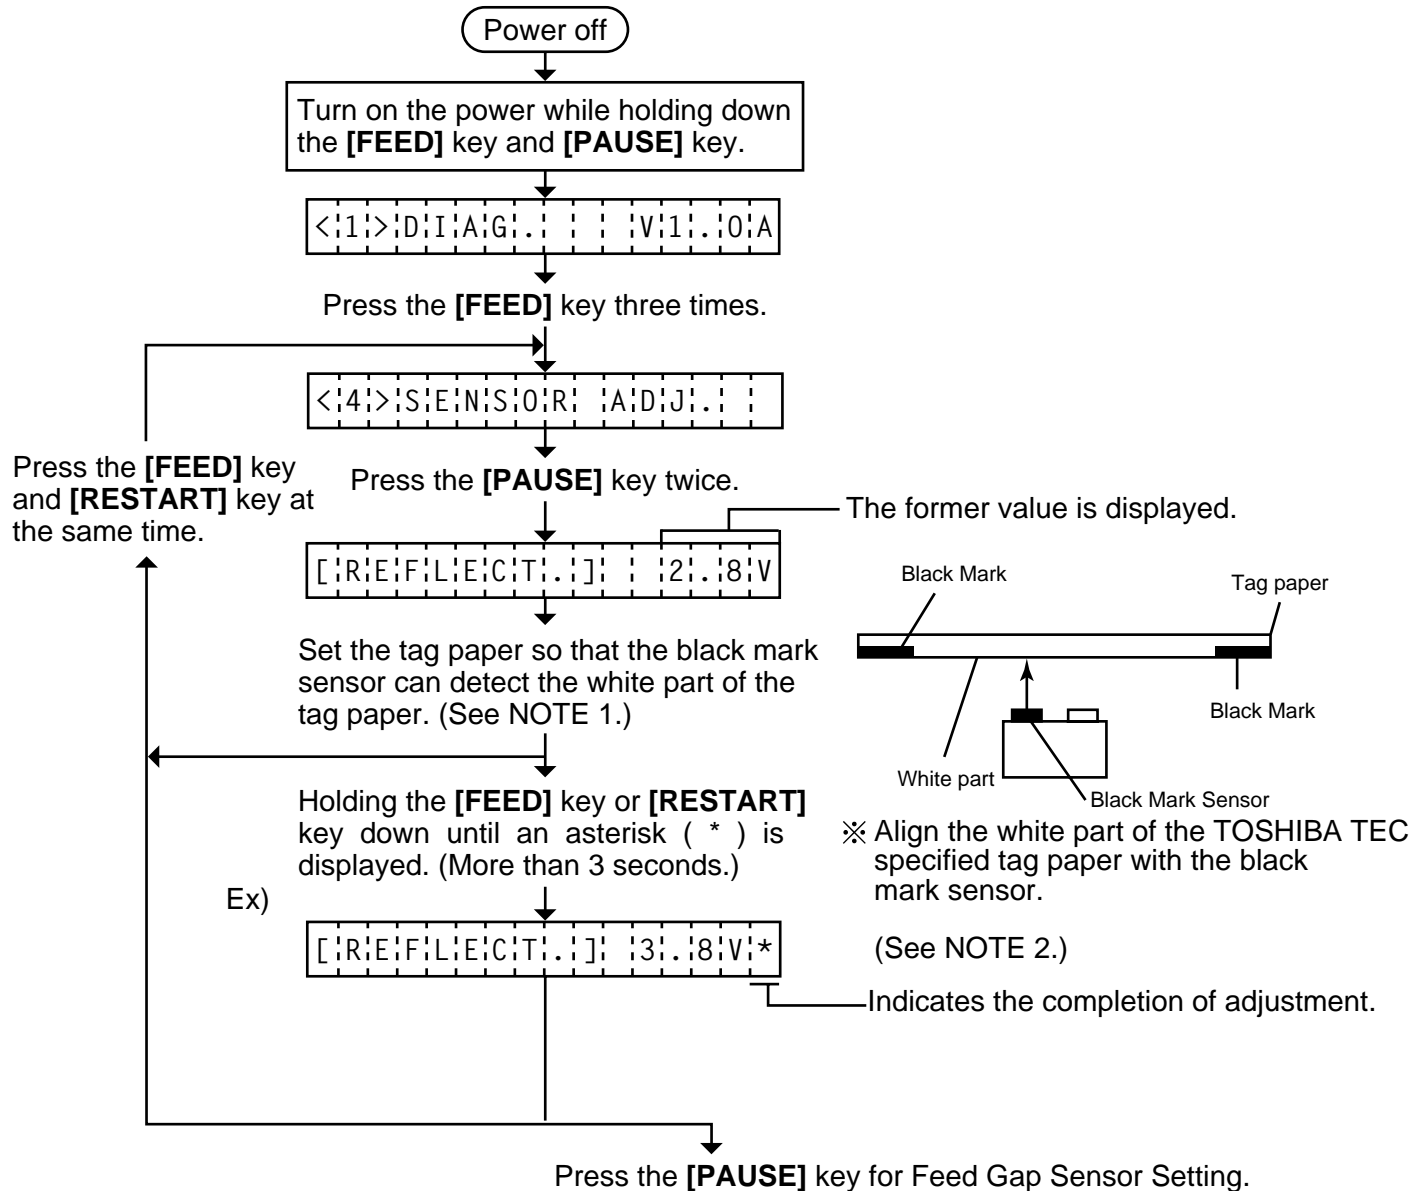 Power off
Turn on the power while holding down
the [FEED] key and [PAUSE] key.
<1>DIAG.   V1.0A
Press the [FEED] key three times.
<4>SENSOR ADJ.
Press the [FEED] key
and [RESTART] key at
the same time.
Press the [PAUSE] key twice.
The former value is displayed.
[REFLECT.]  2.8V
Black Mark
Tag paper
Set the tag paper so that the black mark
sensor can detect the white part of the
tag paper. (See NOTE 1.)
Black Mark
White part
Black Mark Sensor
Holding the [FEED] key or [RESTART]
key down until an asterisk ( * ) is
displayed. (More than 3 seconds.)
※ Align the white part of the TOSHIBA TEC
specified tag paper with the black
mark sensor.
(See NOTE 2.)
Ex)
[REFLECT.] 3.8V*
Indicates the completion of adjustment.
Press the [PAUSE] key for Feed Gap Sensor Setting.